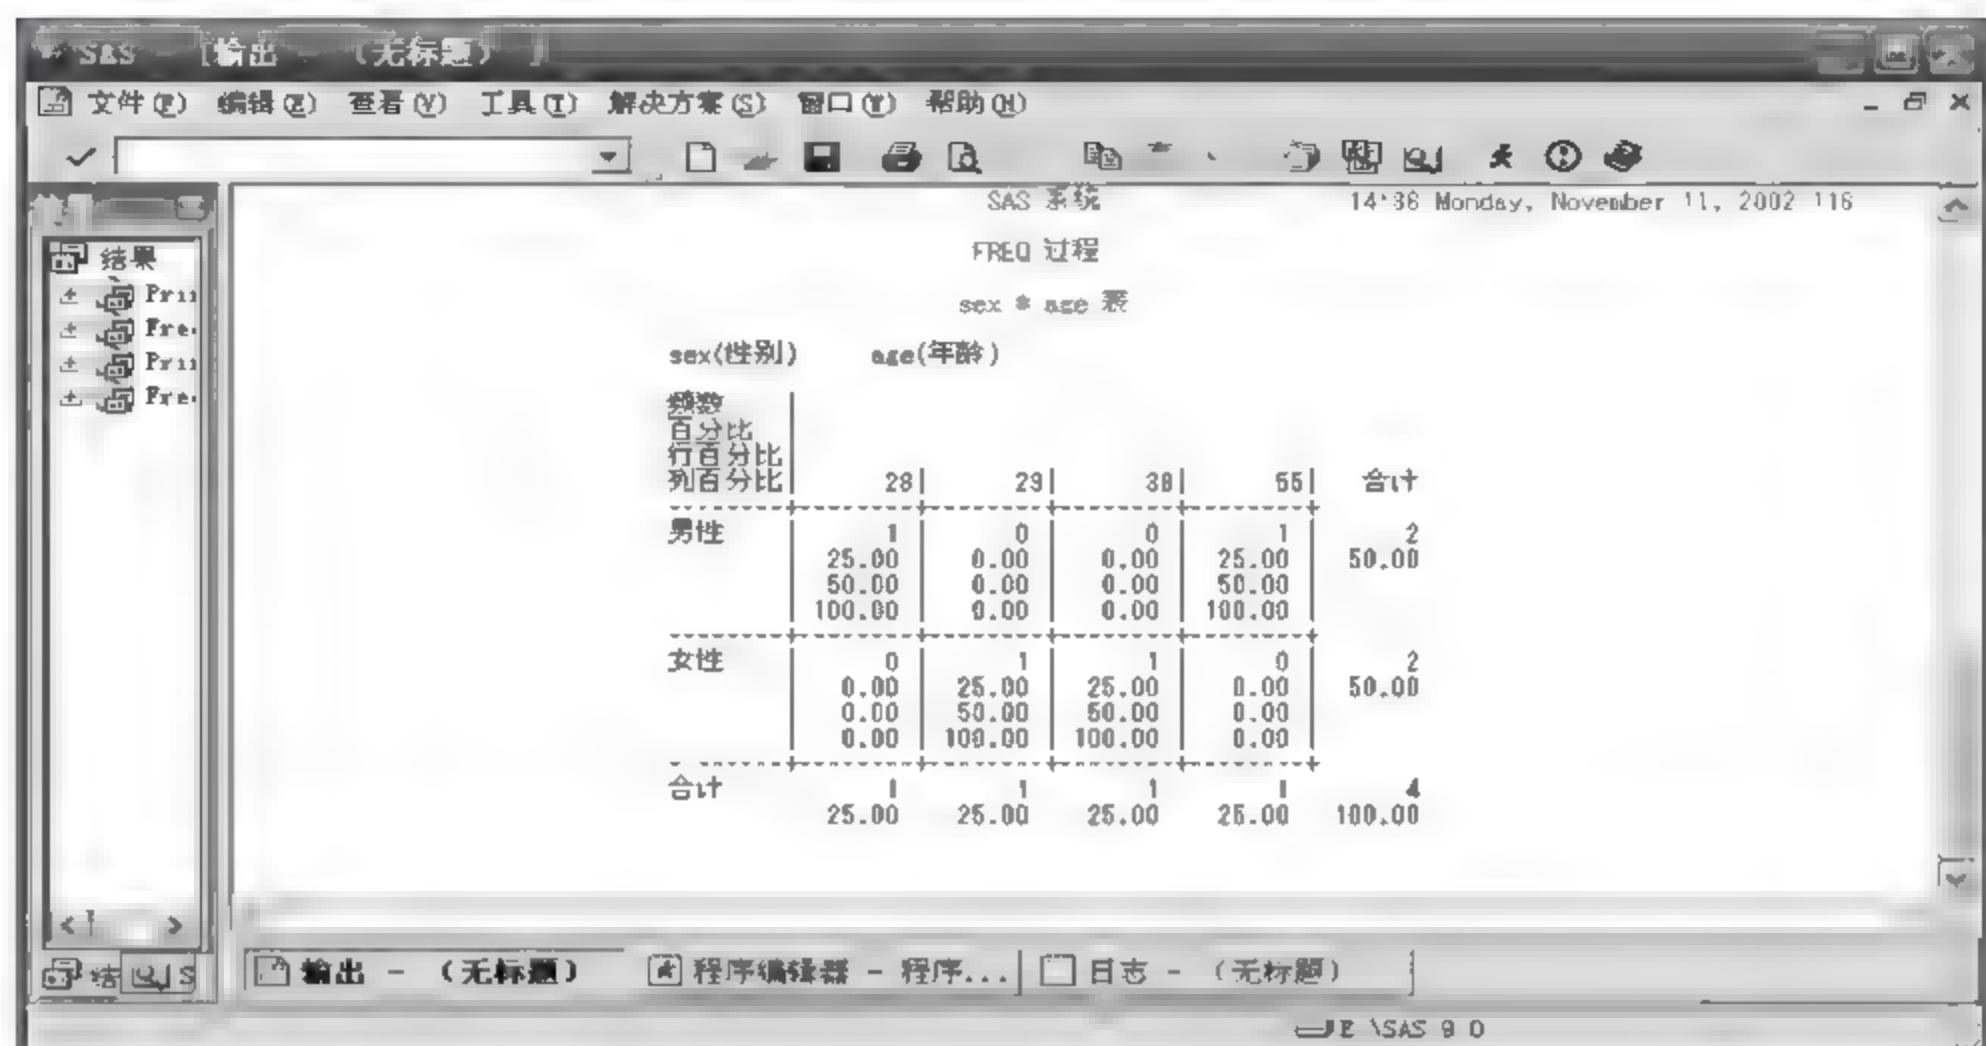 SAS [输出 (无标题) ]
文件(F) 编辑(E) 查看(V) 工具(T) 解决方案(S) 窗口(W) 帮助(H)
SAS 系统 14:36 Monday, November 11, 2002 116
结果
FREQ 过程
sex * age 表
sex(性别) age(年龄)
频数
百分比
行百分比
列百分比 28 29 38 55 合计
男性 1 0 0 1 2
25.00 0.00 0.00 25.00 50.00
50.00 0.00 0.00 50.00
100.00 0.00 0.00 100.00
女性 0 1 1 0 2
0.00 25.00 25.00 0.00 50.00
0.00 50.00 50.00 0.00
0.00 100.00 100.00 0.00
合计 1 1 1 1 4
25.00 25.00 25.00 25.00 100.00
Prin
Fre
Prin
Fre
结 S 输出 - (无标题) 程序编辑器 - 程序... 日志 - (无标题)
E \SAS 9 0